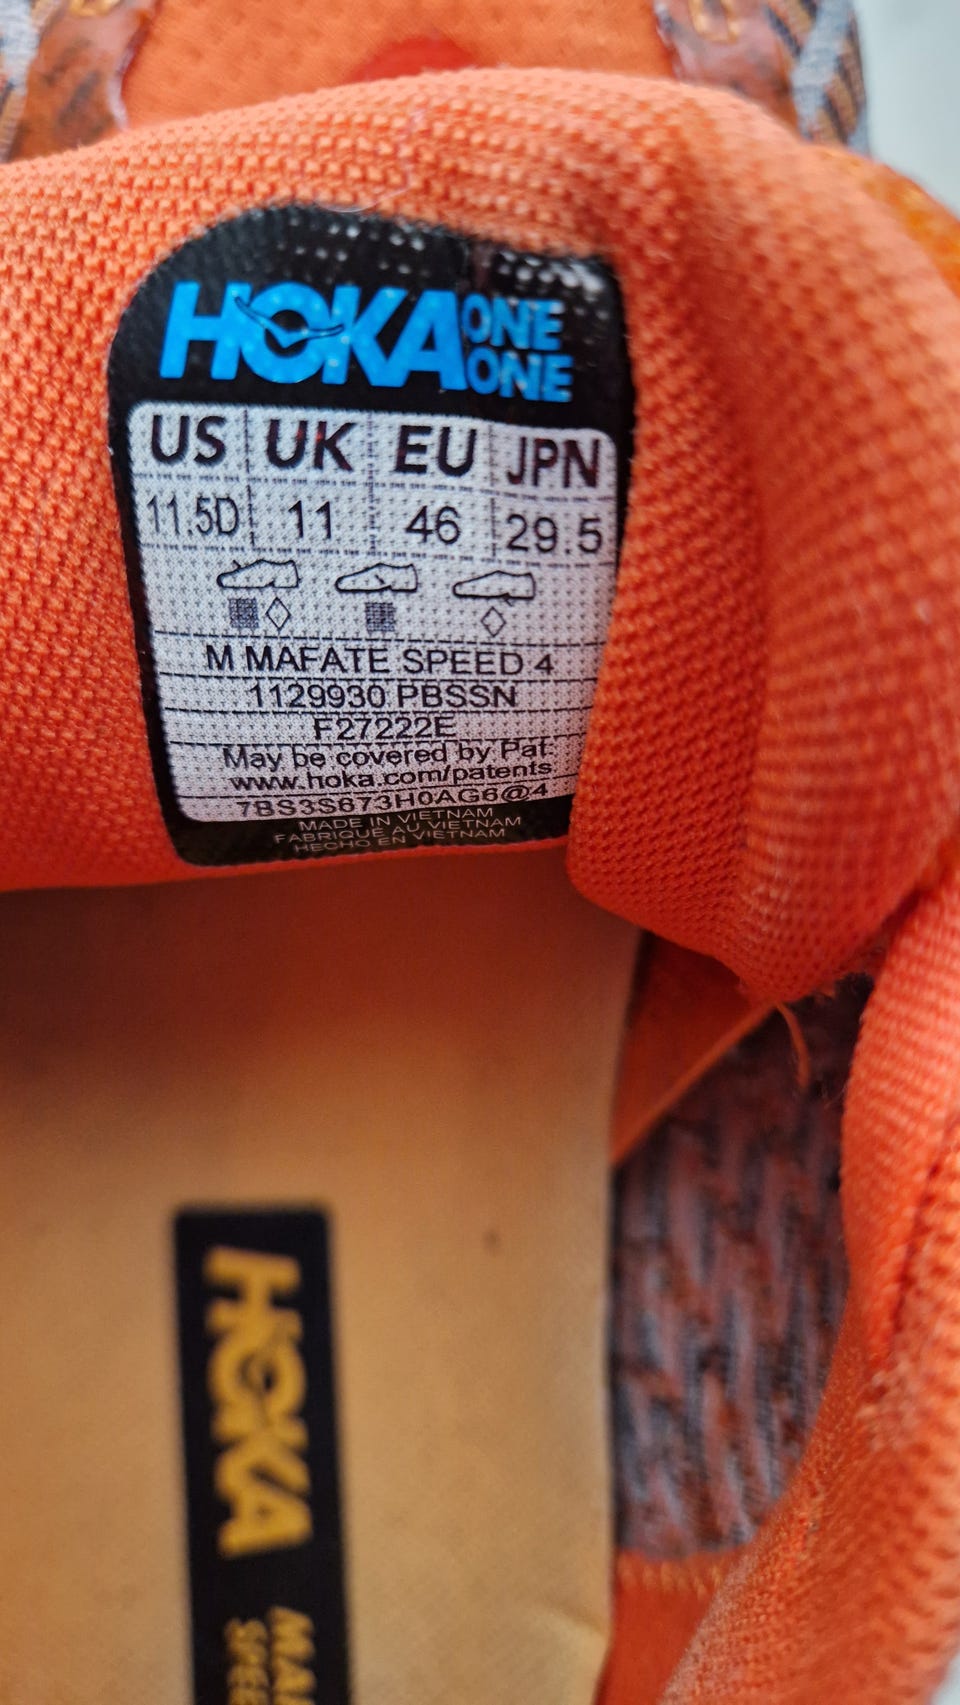 HOKA ONE ONE
US UK EU JPN
11.5D 11 46 29.5
M MAFATE SPEED 4
1129930 PBSSN
F27222E
May be covered by Pat:
www.hoka.com/patents
7BS3S673H0AG6@4
MADE IN VIETNAM
FABRIQUÉ AU VIETNAM
HECHO EN VIETNAM
HOKA